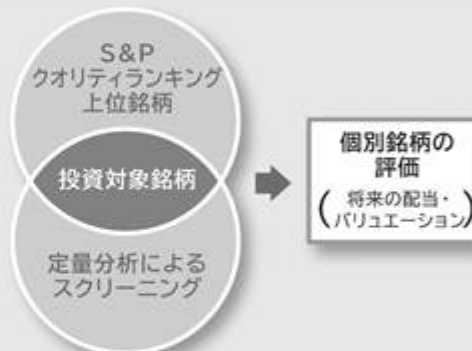 S&P
クオリティランキング
上位銘柄
投資対象銘柄
定量分析による
スクリーニング
個別銘柄の
評価
(将来の配当・
バリュエーション)